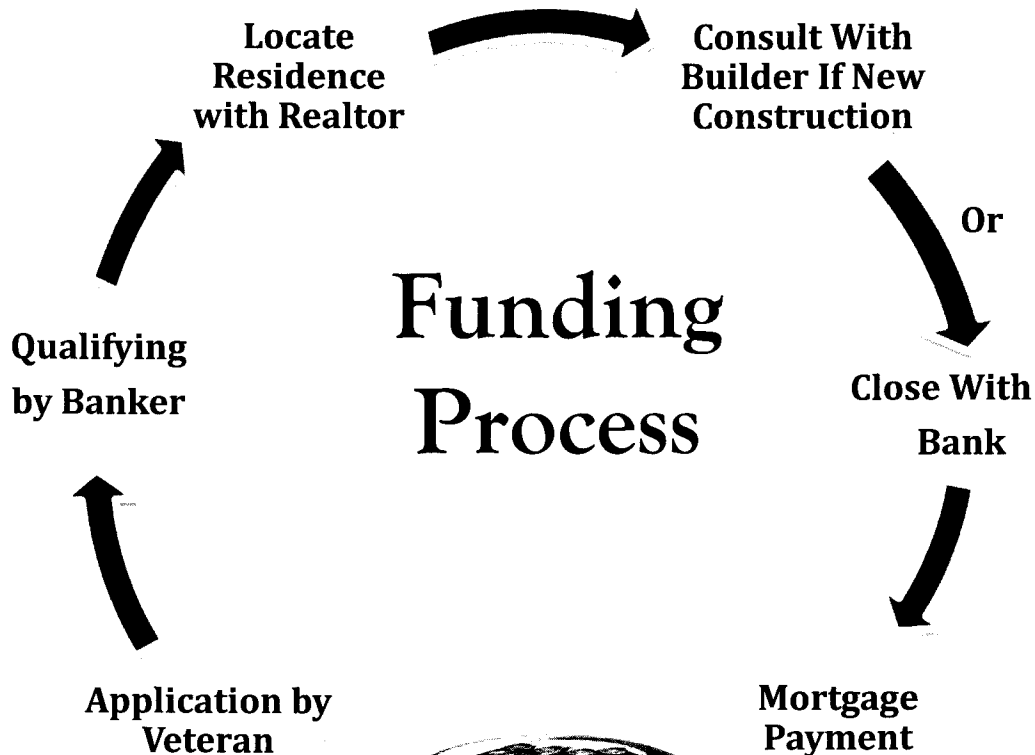 Locate
Residence
with Realtor
Consult With
Builder If New
Construction
Or
Funding
Process
Qualifying
by Banker
Close With
Bank
Application by
Veteran
Mortgage
Payment